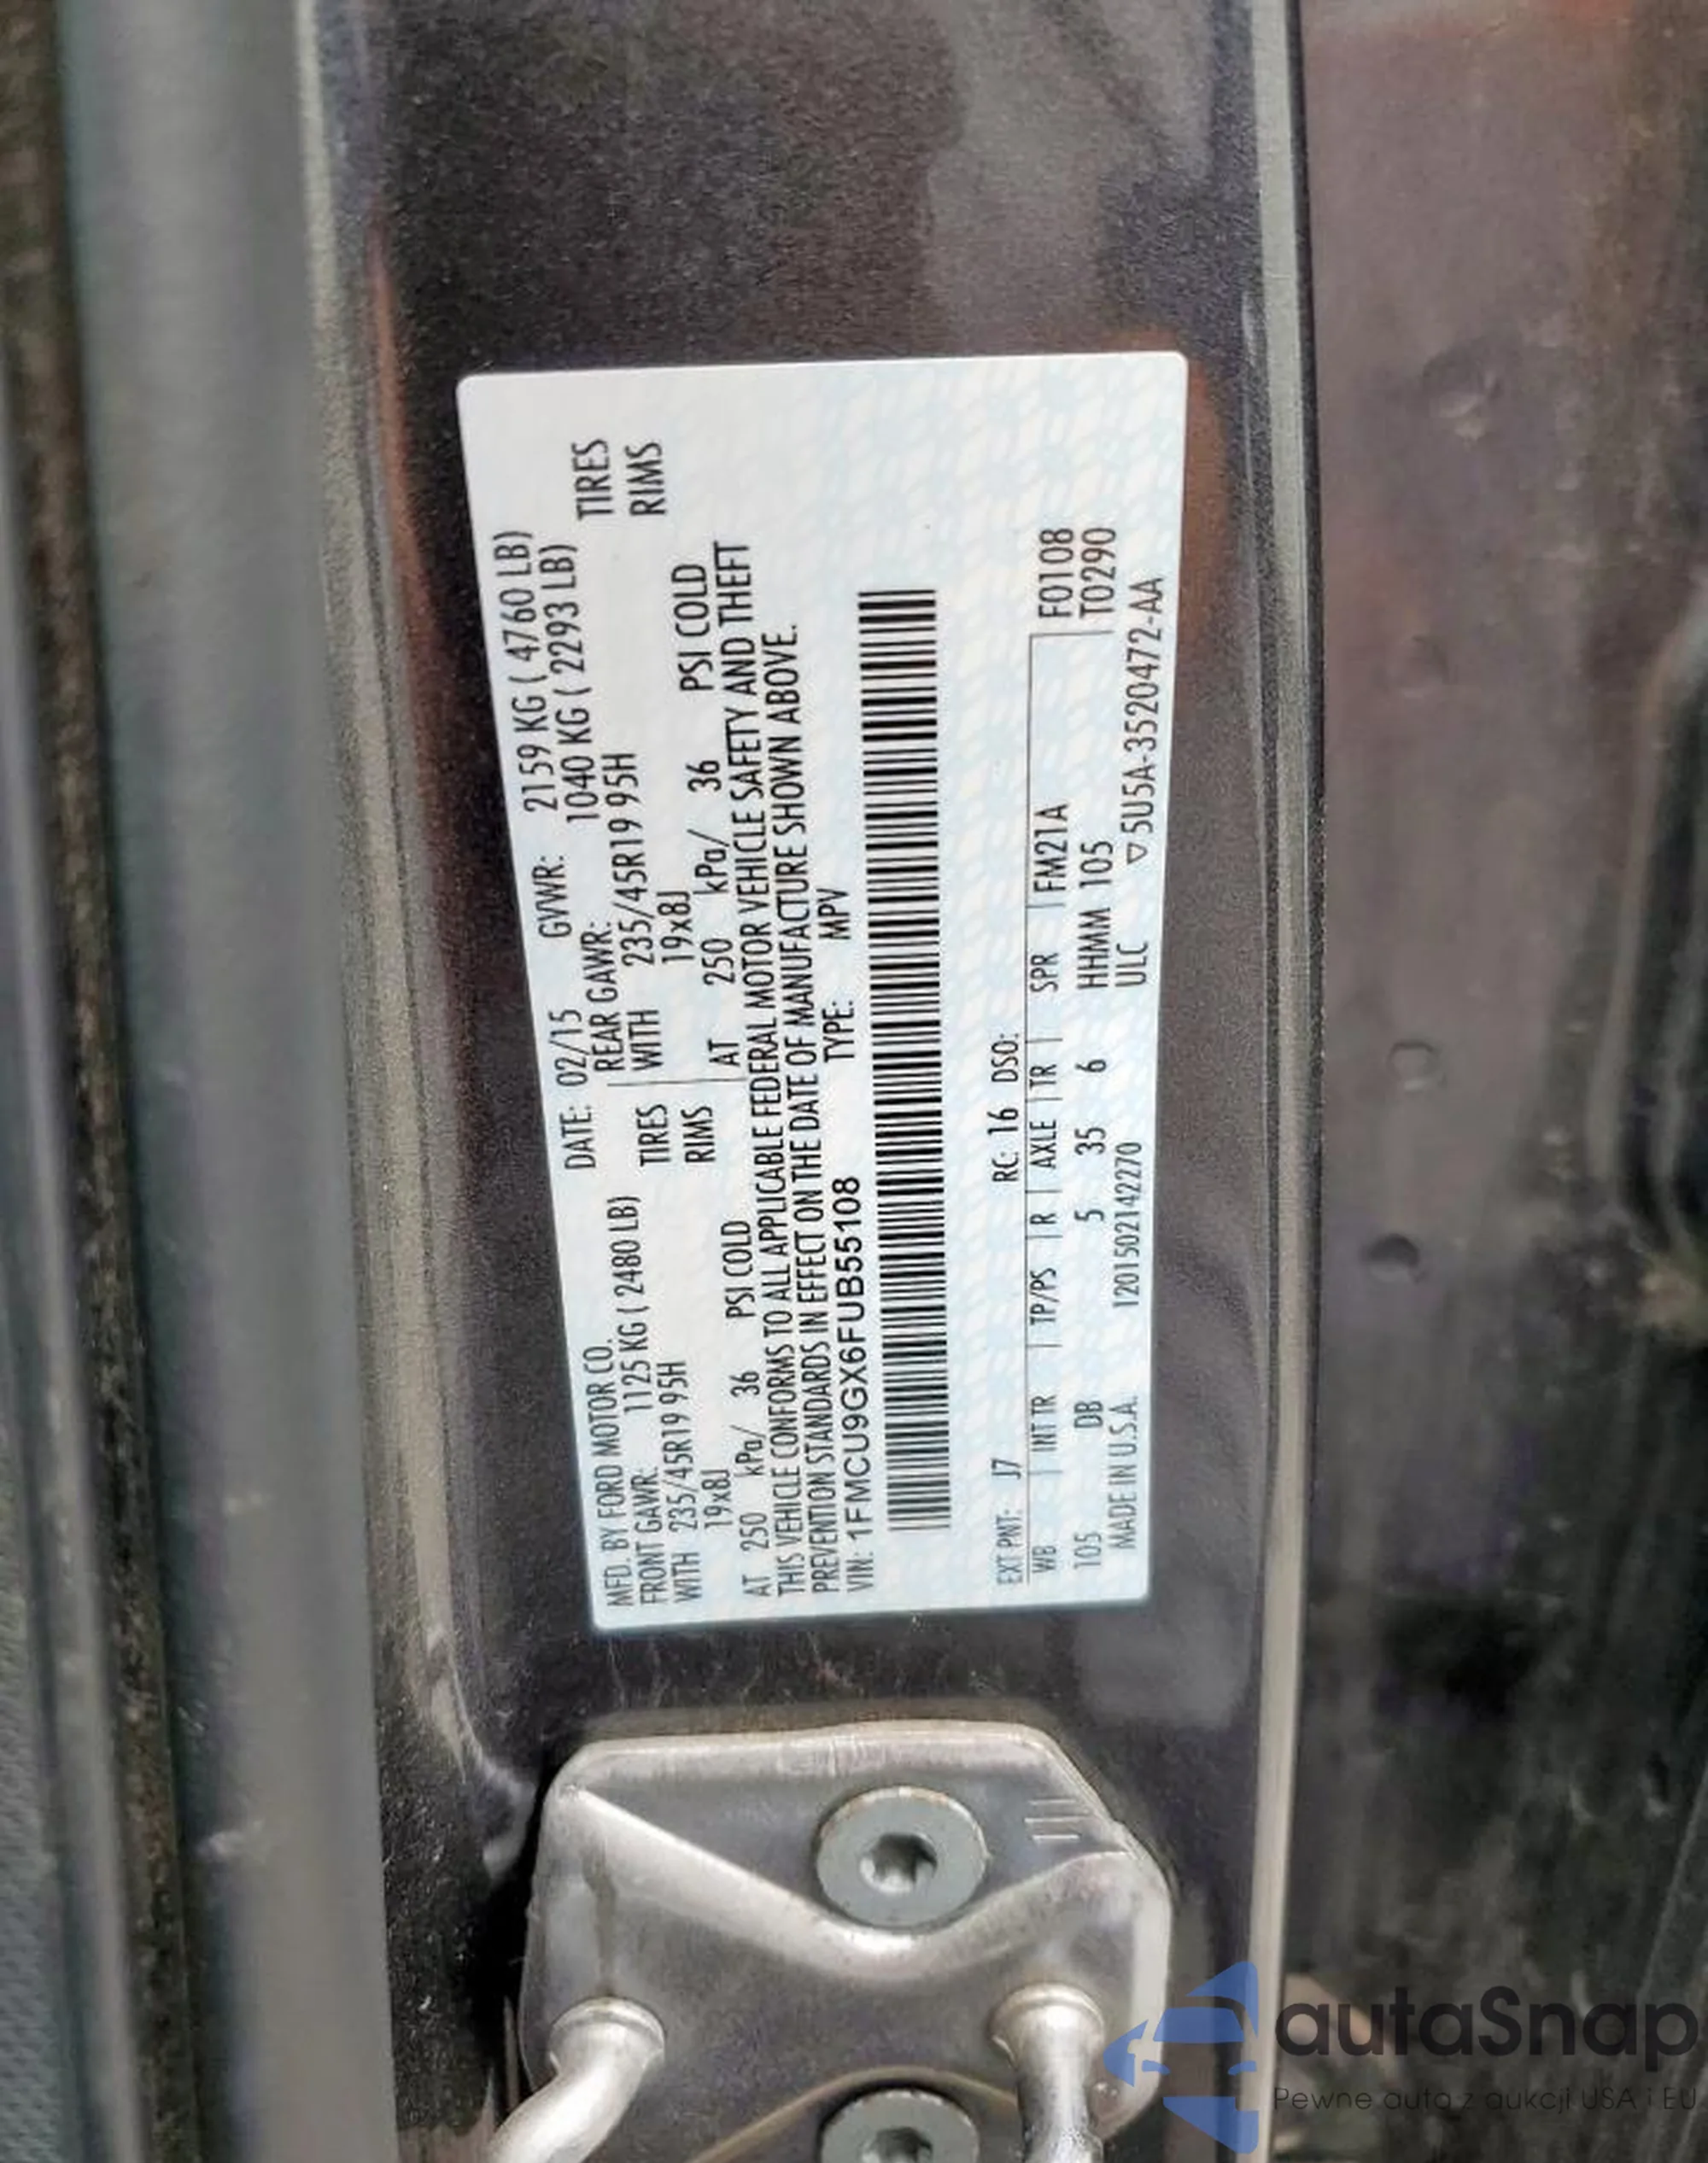 MFD. BY FORD MOTOR CO. DATE: 02/15 GVWR: 2159 KG ( 4760 LB)
FRONT GAWR: 1125 KG ( 2480 LB) REAR GAWR: 1040 KG ( 2293 LB)
WITH 235/45R19 95H TIRES WITH 235/45R19 95H TIRES
19x8J RIMS 19x8J RIMS
AT 250 kPa/ 36 PSI COLD AT 250 kPa/ 36 PSI COLD
THIS VEHICLE CONFORMS TO ALL APPLICABLE FEDERAL MOTOR VEHICLE SAFETY AND THEFT
PREVENTION STANDARDS IN EFFECT ON THE DATE OF MANUFACTURE SHOWN ABOVE.
VIN: 1FMCU9GX6FUB55108 TYPE: MPV
EXT PNT: J7 RC: 16 DSO: F0108
WB | INT TR | TP/PS | R | AXLE | TR | SPR | FM21A T0290
105 DB 5 35 6 HHMM 105
MADE IN U.S.A. 1201502142270 ULC ▽5U5A-3520472-AA
autaSnap
Pewne auta z aukcji USA i EU